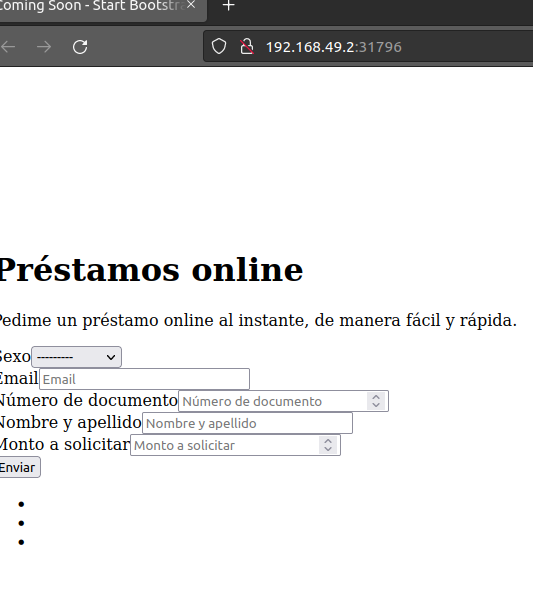 Coming Soon - Start Bootstra
192.168.49.2:31796
Préstamos online
Pedime un préstamo online al instante, de manera fácil y rápida.
Sexo ---------
Email Email
Número de documento Número de documento
Nombre y apellido Nombre y apellido
Monto a solicitar Monto a solicitar
Enviar